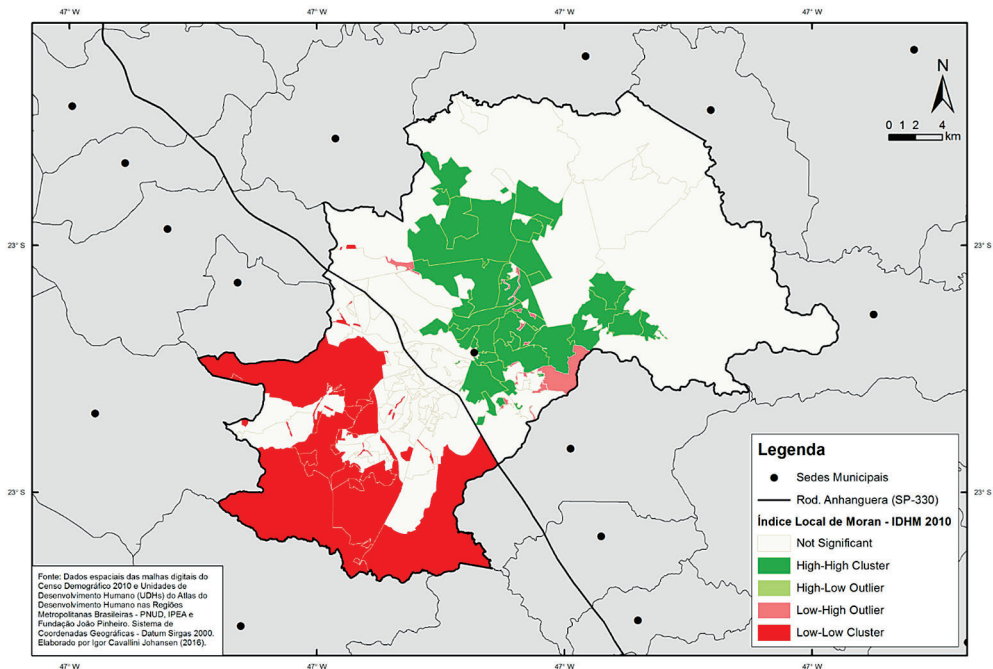 47° W 47° W 47° W 47° W
N
0 1 2 4
km
23° S 23° S
23° S 23° S
Legenda
Sedes Municipais
Rod. Anhanguera (SP-330)
Índice Local de Moran - IDHM 2010
Not Significant
High-High Cluster
High-Low Outlier
Low-High Outlier
Low-Low Cluster
Fonte: Dados espaciais das malhas digitais do
Censo Demográfico 2010 e Unidades de
Desenvolvimento Humano (UDHs) do Atlas do
Desenvolvimento Humano nas Regiões
Metropolitanas Brasileiras - PNUD, IPEA e
Fundação João Pinheiro. Sistema de
Coordenadas Geográficas - Datum Sirgas 2000.
Elaborado por Igor Cavallini Johansen (2016).
47° W 47° W 47° W 47° W